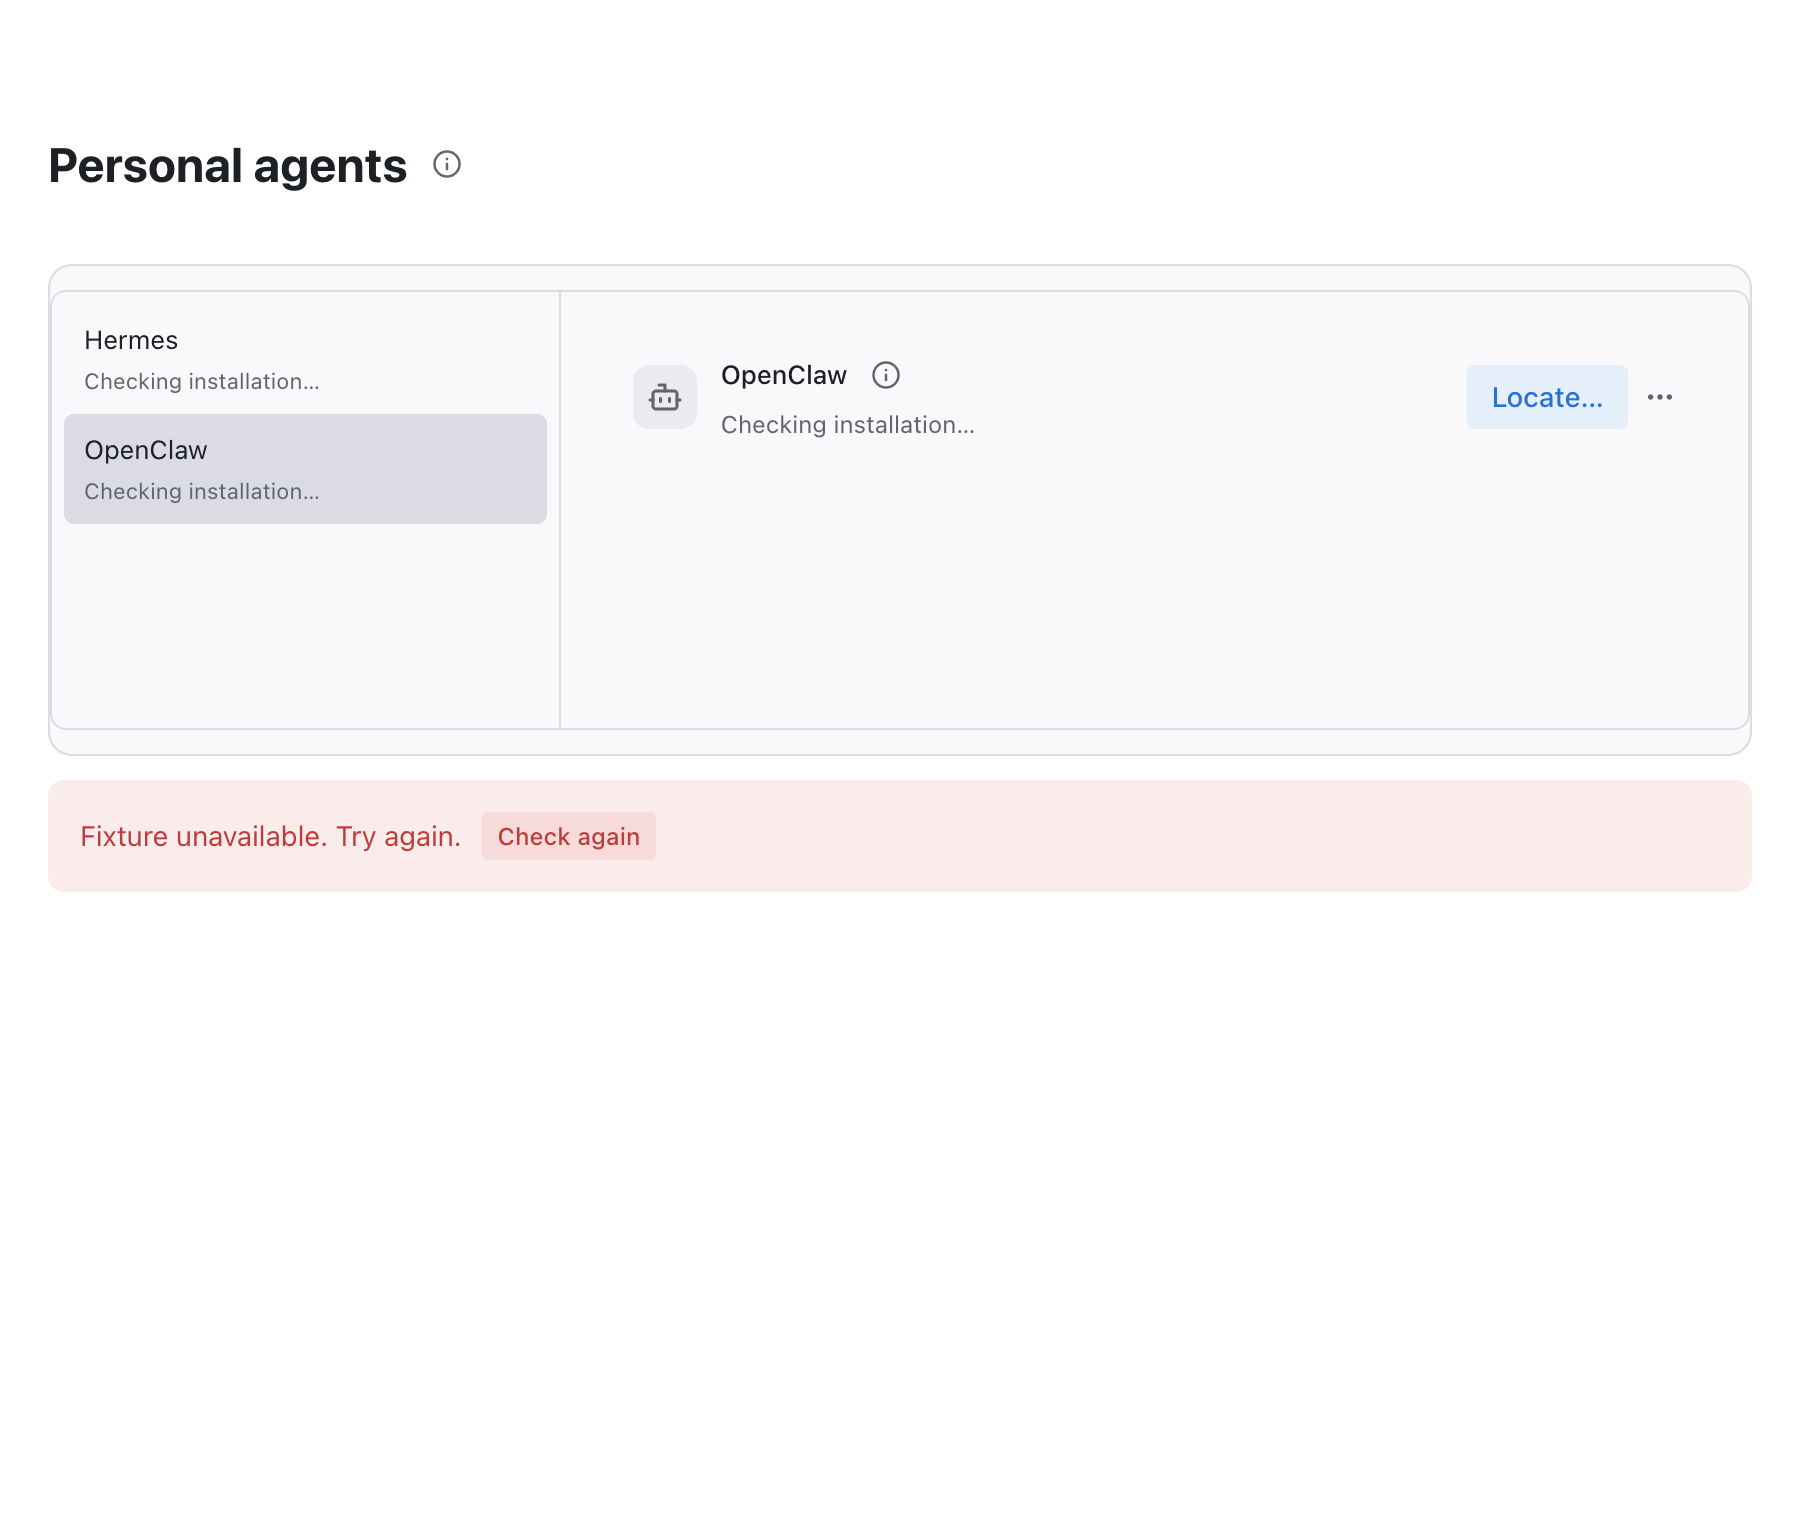 Personal agents
Hermes
Checking installation…
OpenClaw
Checking installation…
OpenClaw
Checking installation…
Locate…
Fixture unavailable. Try again.
Check again